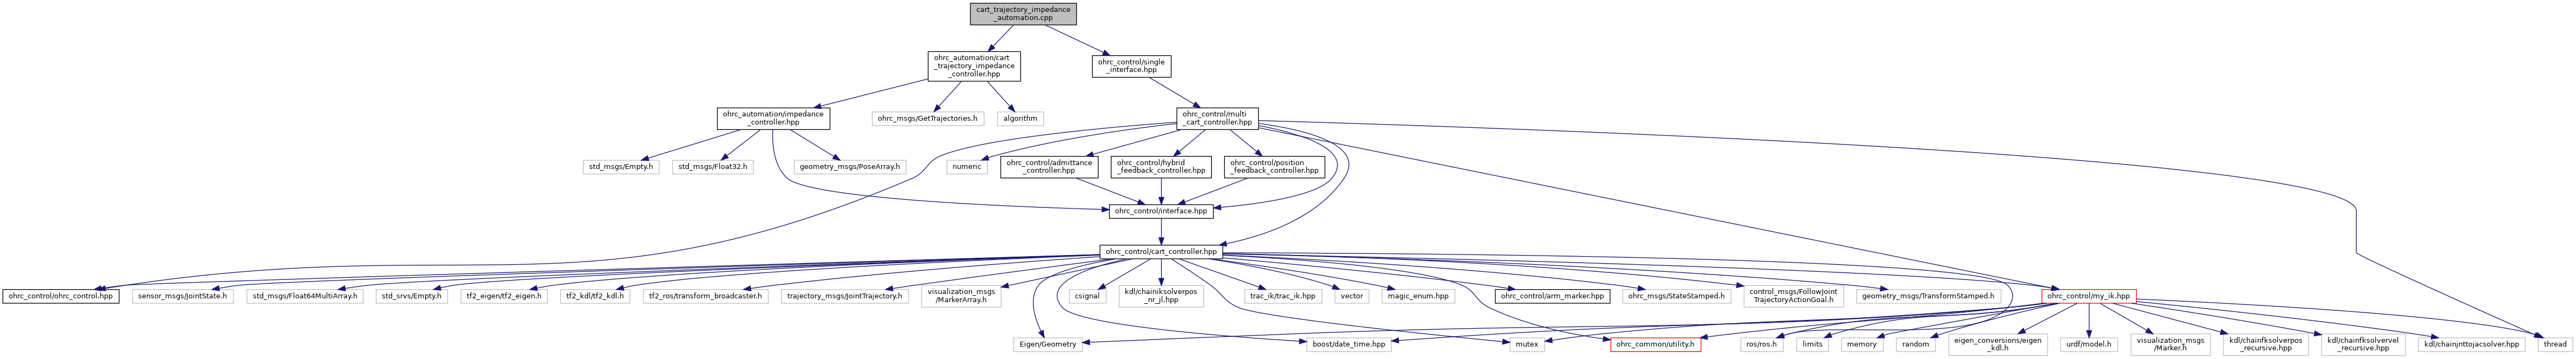 cart_trajectory_impedance
_automation.cpp
ohrc_automation/cart
_trajectory_impedance
_controller.hpp
ohrc_control/single
_interface.hpp
ohrc_automation/impedance
_controller.hpp
ohrc_msgs/GetTrajectories.h
algorithm
ohrc_control/multi
_cart_controller.hpp
std_msgs/Empty.h
std_msgs/Float32.h
geometry_msgs/PoseArray.h
numeric
ohrc_control/admittance
_controller.hpp
ohrc_control/hybrid
_feedback_controller.hpp
ohrc_control/position
_feedback_controller.hpp
ohrc_control/interface.hpp
ohrc_control/cart_controller.hpp
ohrc_control/ohrc_control.hpp
sensor_msgs/JointState.h
std_msgs/Float64MultiArray.h
std_srvs/Empty.h
tf2_eigen/tf2_eigen.h
tf2_kdl/tf2_kdl.h
tf2_ros/transform_broadcaster.h
trajectory_msgs/JointTrajectory.h
visualization_msgs
/MarkerArray.h
csignal
kdl/chainiksolverpos
_nr_jl.hpp
trac_ik/trac_ik.hpp
vector
magic_enum.hpp
ohrc_control/arm_marker.hpp
ohrc_msgs/StateStamped.h
control_msgs/FollowJoint
TrajectoryActionGoal.h
geometry_msgs/TransformStamped.h
ohrc_control/my_ik.hpp
Eigen/Geometry
boost/date_time.hpp
mutex
ohrc_common/utility.h
ros/ros.h
limits
memory
random
eigen_conversions/eigen
_kdl.h
urdf/model.h
visualization_msgs
/Marker.h
kdl/chainfksolverpos
_recursive.hpp
kdl/chainfksolvervel
_recursive.hpp
kdl/chainjnttojacsolver.hpp
thread